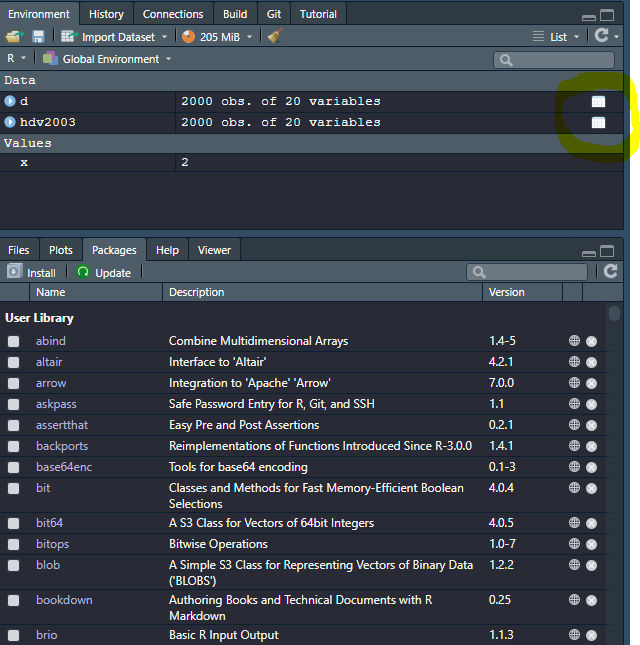 Environment History Connections Build Git Tutorial
Import Dataset 205 MiB List
R Global Environment
Data
d 2000 obs. of 20 variables
hdv2003 2000 obs. of 20 variables
Values
x 2
Files Plots Packages Help Viewer
Install Update
Name Description Version
User Library
abind Combine Multidimensional Arrays 1.4-5
altair Interface to 'Altair' 4.2.1
arrow Integration to 'Apache' 'Arrow' 7.0.0
askpass Safe Password Entry for R, Git, and SSH 1.1
assertthat Easy Pre and Post Assertions 0.2.1
backports Reimplementations of Functions Introduced Since R-3.0.0 1.4.1
base64enc Tools for base64 encoding 0.1-3
bit Classes and Methods for Fast Memory-Efficient Boolean 4.0.4
Selections
bit64 A S3 Class for Vectors of 64bit Integers 4.0.5
bitops Bitwise Operations 1.0-7
blob A Simple S3 Class for Representing Vectors of Binary Data 1.2.2
('BLOBS')
bookdown Authoring Books and Technical Documents with R 0.25
Markdown
brio Basic R Input Output 1.1.3